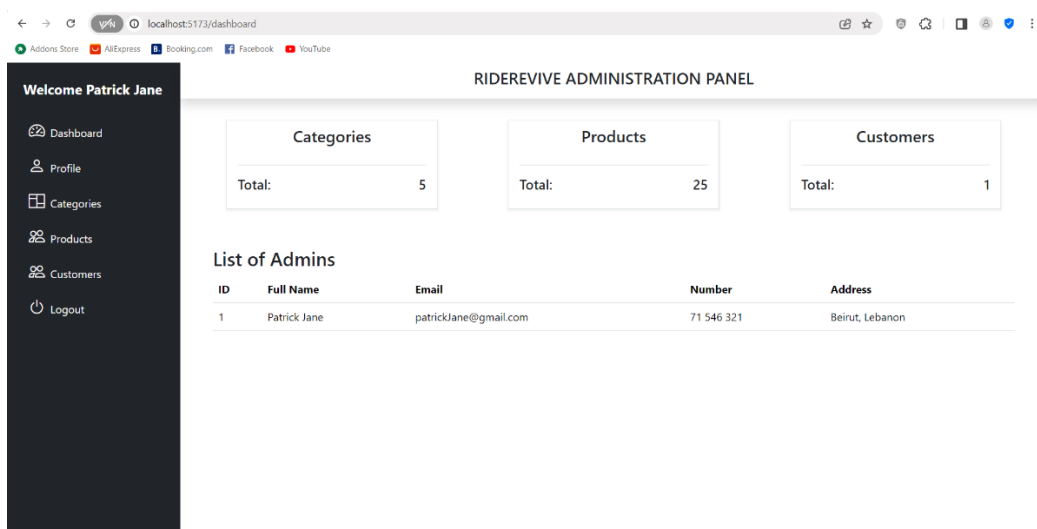 VPN localhost:5173/dashboard
Addons Store AliExpress B. Booking.com Facebook YouTube
Welcome Patrick Jane
RIDEREVIVE ADMINISTRATION PANEL
Dashboard
Profile
Categories
Products
Customers
Logout
Categories
Total: 5
Products
Total: 25
Customers
Total: 1
List of Admins
ID Full Name Email Number Address
1 Patrick Jane patrickJane@gmail.com 71 546 321 Beirut, Lebanon